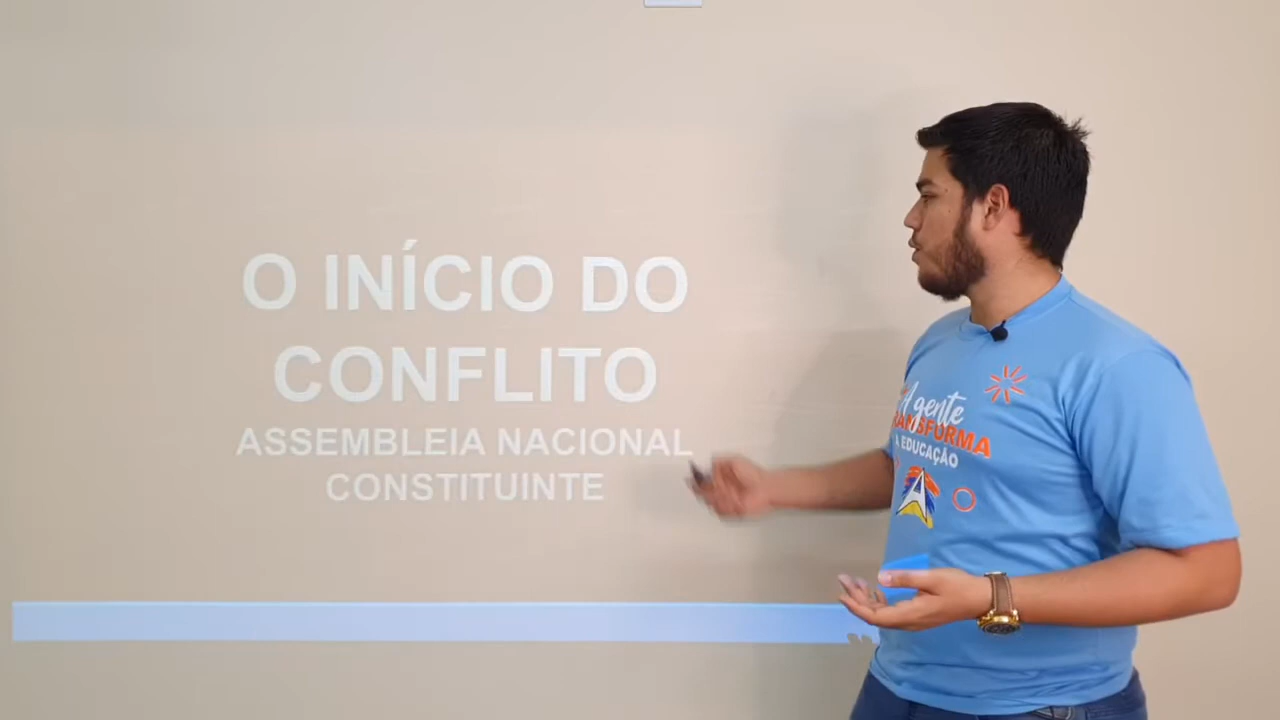 O INÍCIO DO
CONFLITO
ASSEMBLEIA NACIONAL
CONSTITUINTE
A gente
TRANSFORMA
A EDUCAÇÃO